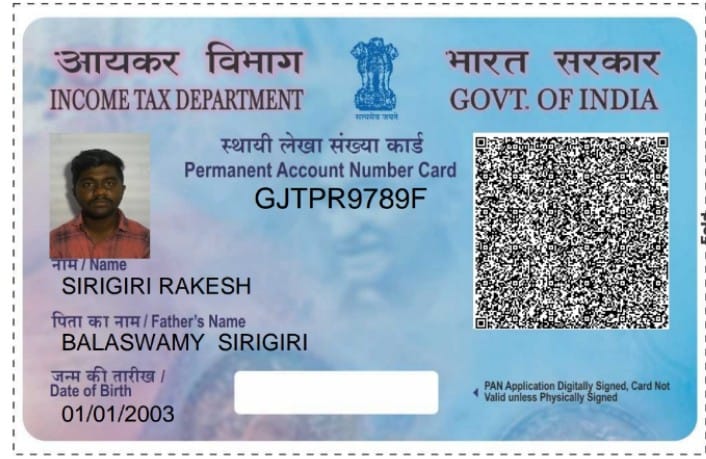 आयकर विभाग
INCOME TAX DEPARTMENT
सत्यमेव जयते
भारत सरकार
GOVT. OF INDIA
स्थायी लेखा संख्या कार्ड
Permanent Account Number Card
GJTPR9789F
नाम / Name
SIRIGIRI RAKESH
पिता का नाम / Father's Name
BALASWAMY SIRIGIRI
जन्म की तारीख /
Date of Birth
01/01/2003
PAN Application Digitally Signed, Card Not
Valid unless Physically Signed